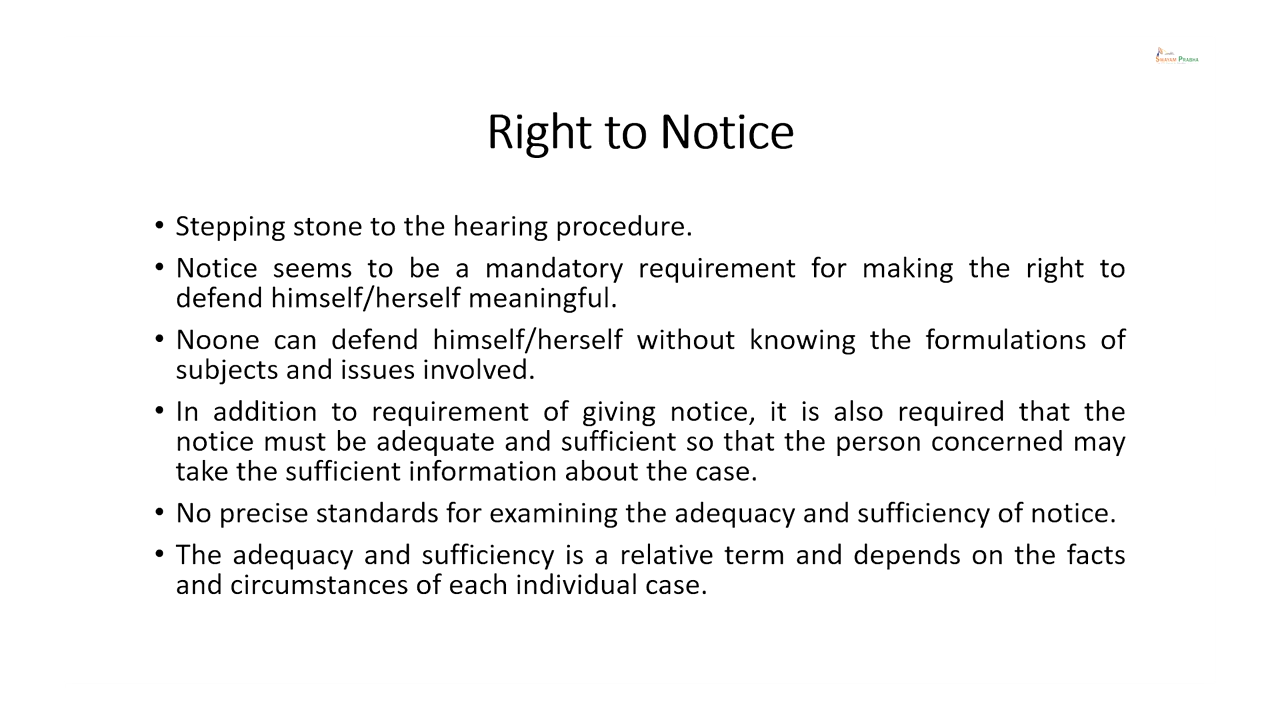 SWAYAM PRABHA
Right to Notice
• Stepping stone to the hearing procedure.
• Notice seems to be a mandatory requirement for making the right to
defend himself/herself meaningful.
• Noone can defend himself/herself without knowing the formulations of
subjects and issues involved.
• In addition to requirement of giving notice, it is also required that the
notice must be adequate and sufficient so that the person concerned may
take the sufficient information about the case.
• No precise standards for examining the adequacy and sufficiency of notice.
• The adequacy and sufficiency is a relative term and depends on the facts
and circumstances of each individual case.